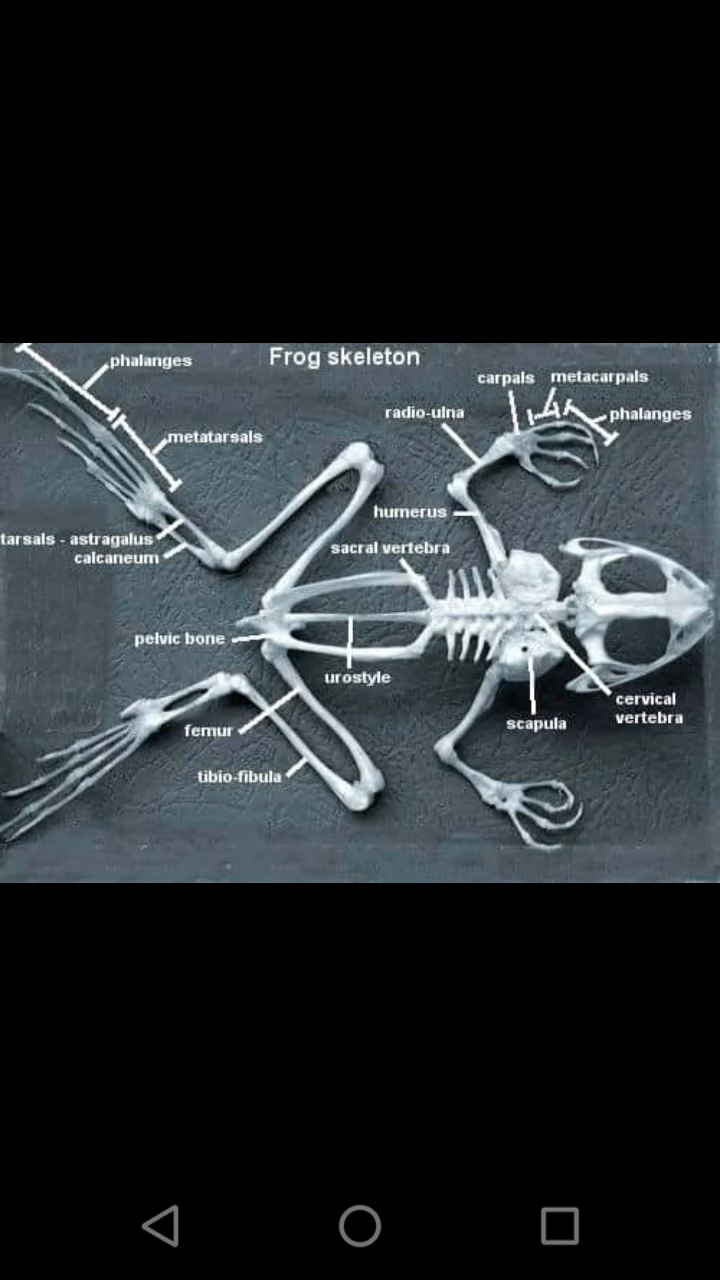 Frog skeleton
phalanges
carpals
metacarpals
radio-ulna
phalanges
metatarsals
humerus
tarsals - astragalus
calcaneum
sacral vertebra
pelvic bone
urostyle
cervical
vertebra
scapula
femur
tibio-fibula